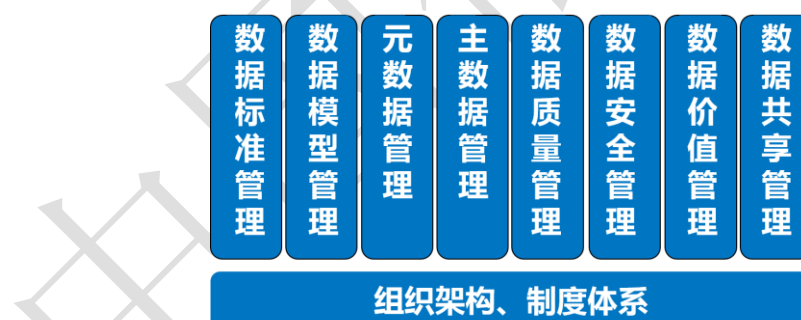 数据标准管理
数据模型管理
元数据管理
主数据管理
数据质量管理
数据安全管理
数据价值管理
数据共享管理
组织架构、制度体系